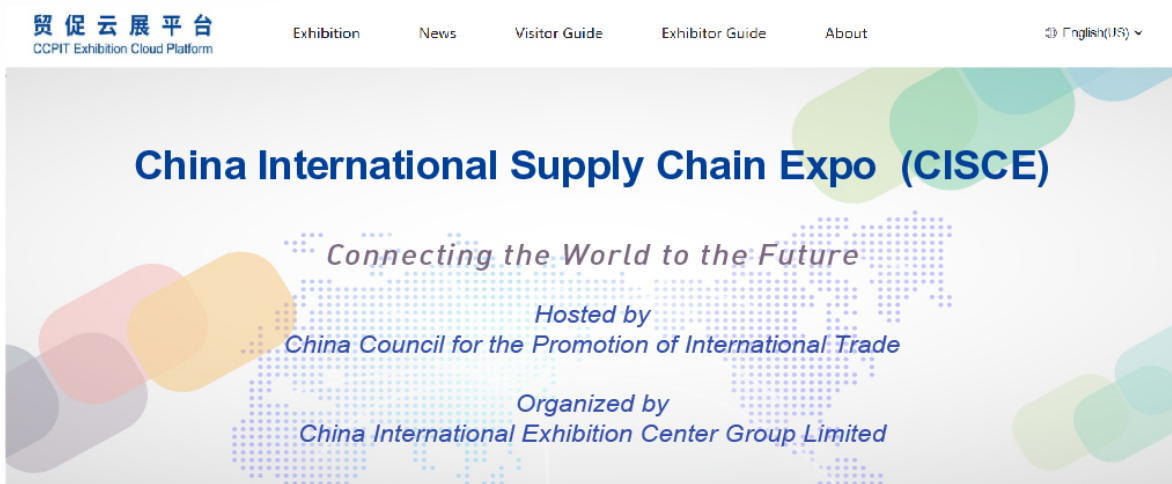 贸促云展平台
CCPIT Exhibition Cloud Platform
Exhibition News Visitor Guide Exhibitor Guide About English(US)
China International Supply Chain Expo (CISCE)
Connecting the World to the Future
Hosted by
China Council for the Promotion of International Trade
Organized by
China International Exhibition Center Group Limited